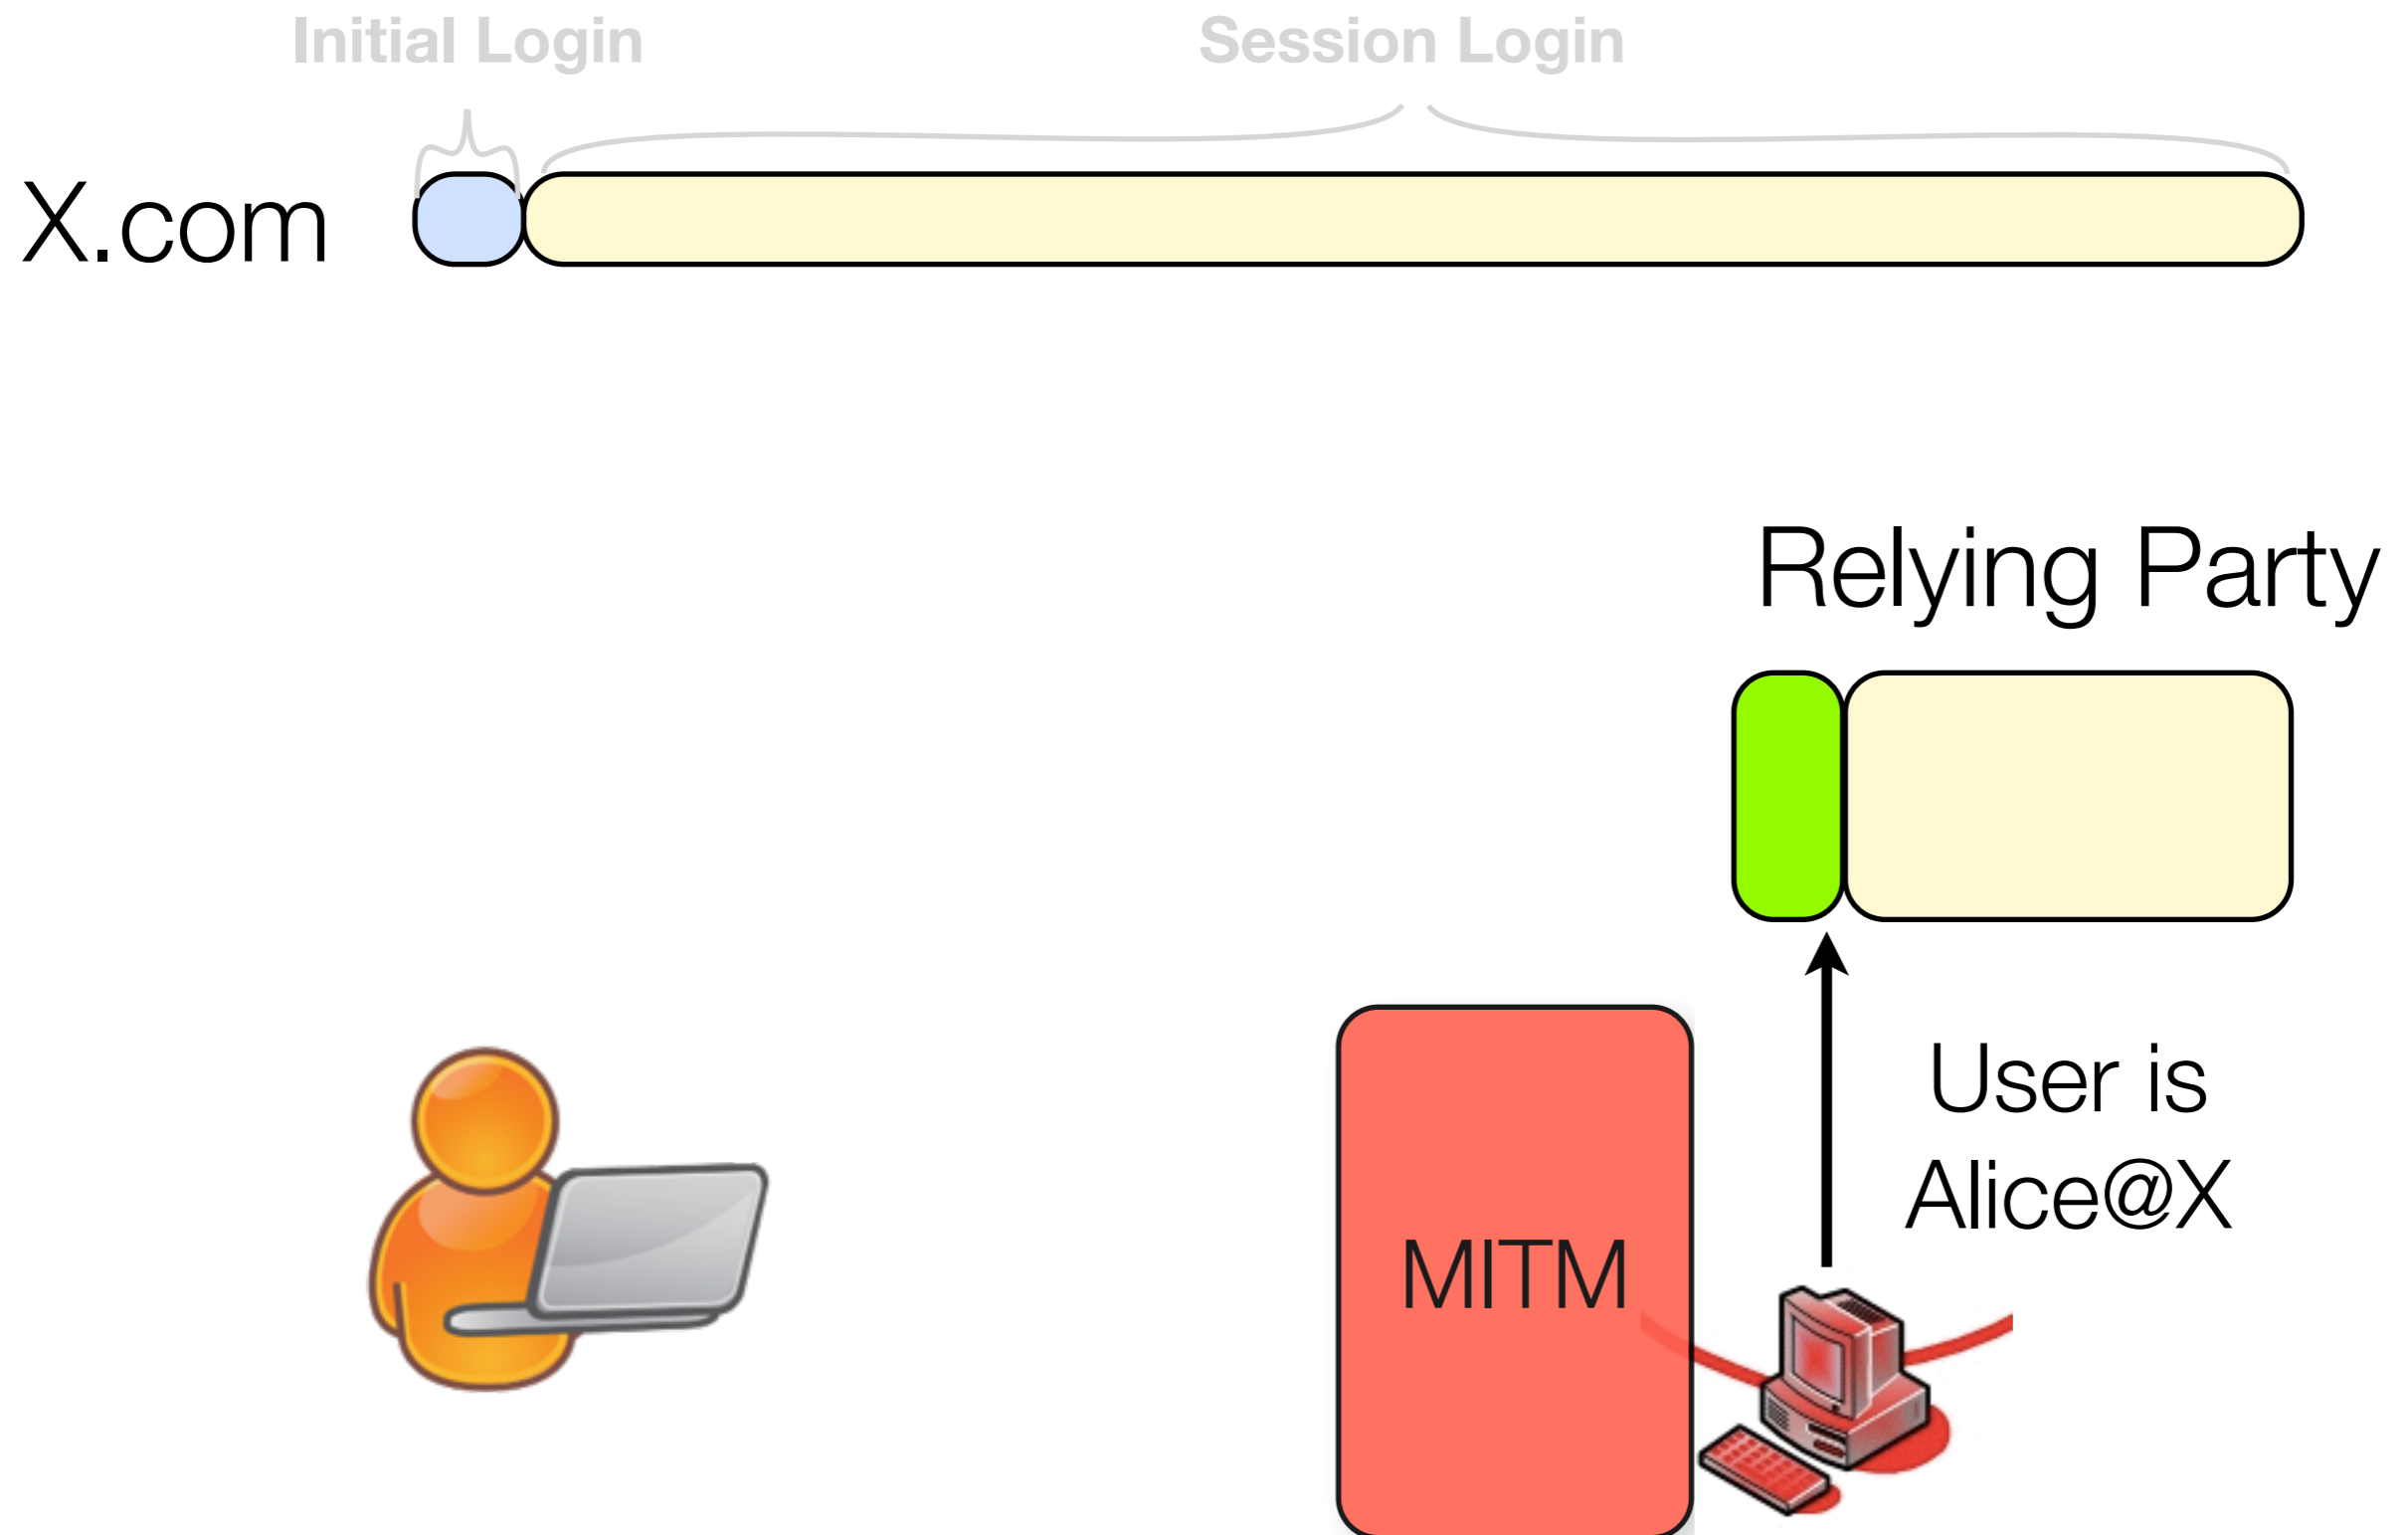 Initial Login
Session Login
X.com
Relying Party
User is
Alice@X
MITM